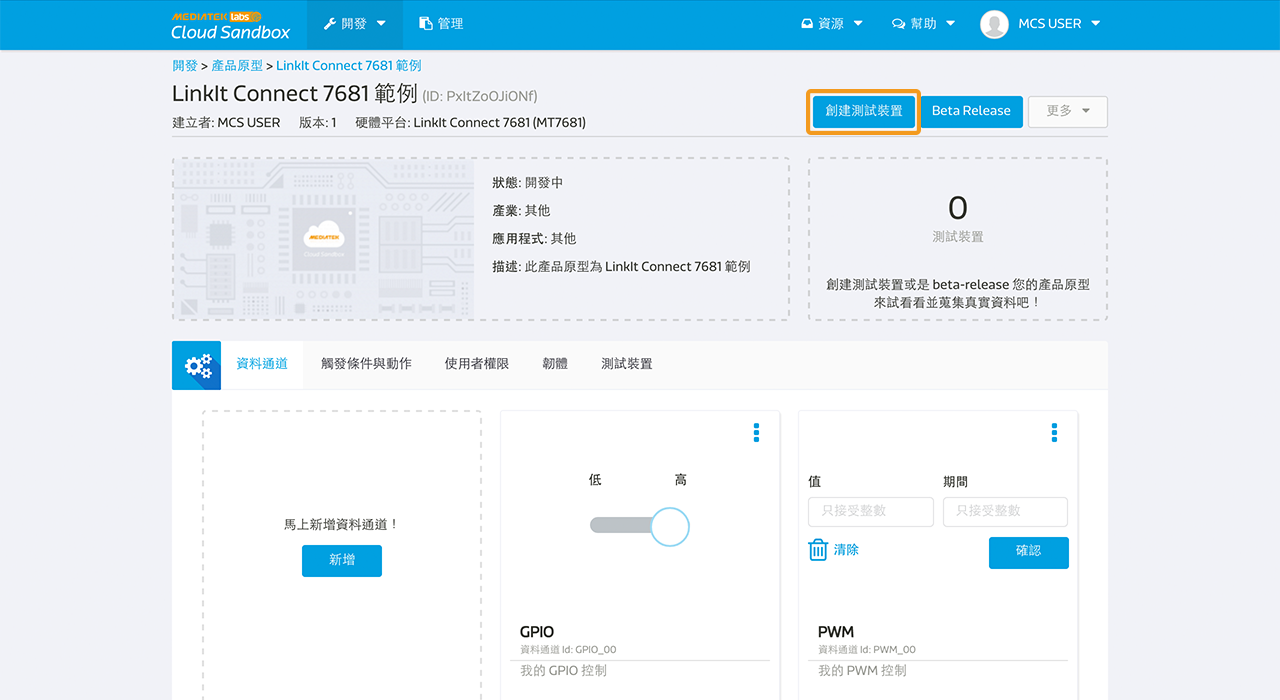 MEDIATEK labs
Cloud Sandbox
開發
管理
資源
幫助
MCS USER
開發 > 產品原型 > LinkIt Connect 7681 範例
LinkIt Connect 7681 範例 (ID: PxItZoOJiONf)
建立者: MCS USER 版本: 1 硬體平台: LinkIt Connect 7681 (MT7681)
創建測試裝置
Beta Release
更多
MEDIATEK
Cloud Sandbox
狀態: 開發中
產業: 其他
應用程式: 其他
描述: 此產品原型為 LinkIt Connect 7681 範例
0
測試裝置
創建測試裝置或是 beta-release 您的產品原型
來試看看並蒐集真實資料吧！
資料通道
觸發條件與動作
使用者權限
韌體
測試裝置
馬上新增資料通道！
新增
低 高
GPIO
資料通道 Id: GPIO_00
我的 GPIO 控制
值 期間
只接受整數 只接受整數
清除
確認
PWM
資料通道 Id: PWM_00
我的 PWM 控制